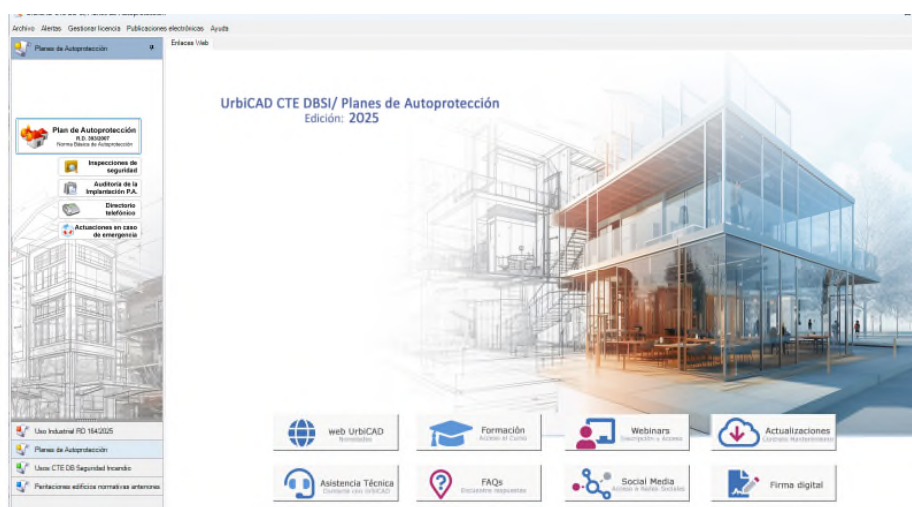 Archivo Alertas Gestionar licencia Publicaciones electrónicas Ayuda
Planes de Autoprotección
Enlaces Web
UrbiCAD CTE DBSI/ Planes de Autoprotección
Edición: 2025
Plan de Autoprotección
R.D. 393/2007
Norma Básica de Autoprotección
Inspecciones de
seguridad
Auditoría de la
Implantación P.A.
Directorio
telefónico
Actuaciones en caso
de emergencia
Uso Industrial RD 164/2025
Planes de Autoprotección
Usos CTE DB Seguridad Incendio
Peritaciones edificios normativas anteriores
web UrbiCAD
Novedades
Formación
Acceso al Curso
Webinars
Inscripción y Acceso
Actualizaciones
Contrato Mantenimiento
Asistencia Técnica
Contacte con UrbiCAD
FAQs
Encuentre respuestas
Social Media
Acceso a Redes Sociales
Firma digital